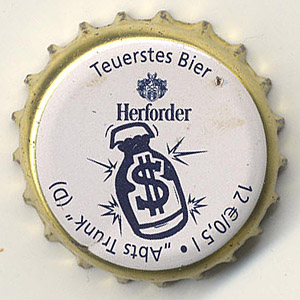 Teuerstes Bier
Herforder
$
12 €/0,5 l • „Abts Trunk“ (D)